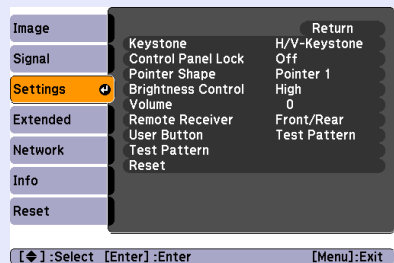 Image
Signal
Settings
Extended
Network
Info
Reset
Return
Keystone H/V-Keystone
Control Panel Lock Off
Pointer Shape Pointer 1
Brightness Control High
Volume 0
Remote Receiver Front/Rear
User Button Test Pattern
Test Pattern
Reset
[◆] :Select [Enter] :Enter [Menu]:Exit